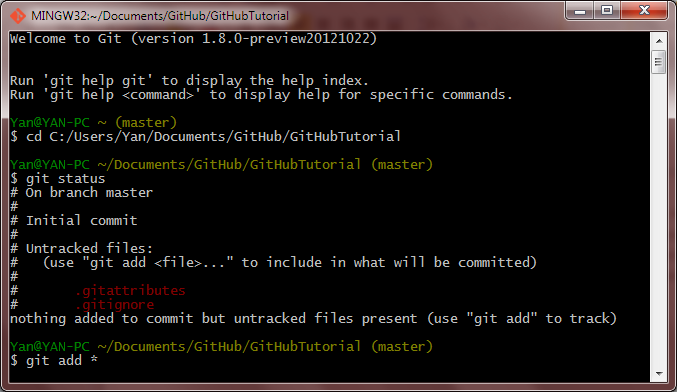 MINGW32:~/Documents/GitHub/GitHubTutorial
Welcome to Git (version 1.8.0-preview20121022)
Run 'git help git' to display the help index.
Run 'git help <command>' to display help for specific commands.
Yan@YAN-PC ~ (master)
$ cd C:/Users/Yan/Documents/GitHub/GitHubTutorial
Yan@YAN-PC ~/Documents/GitHub/GitHubTutorial (master)
$ git status
# On branch master
#
# Initial commit
#
# Untracked files:
#   (use "git add <file>..." to include in what will be committed)
#
#       .gitattributes
#       .gitignore
nothing added to commit but untracked files present (use "git add" to track)
Yan@YAN-PC ~/Documents/GitHub/GitHubTutorial (master)
$ git add *